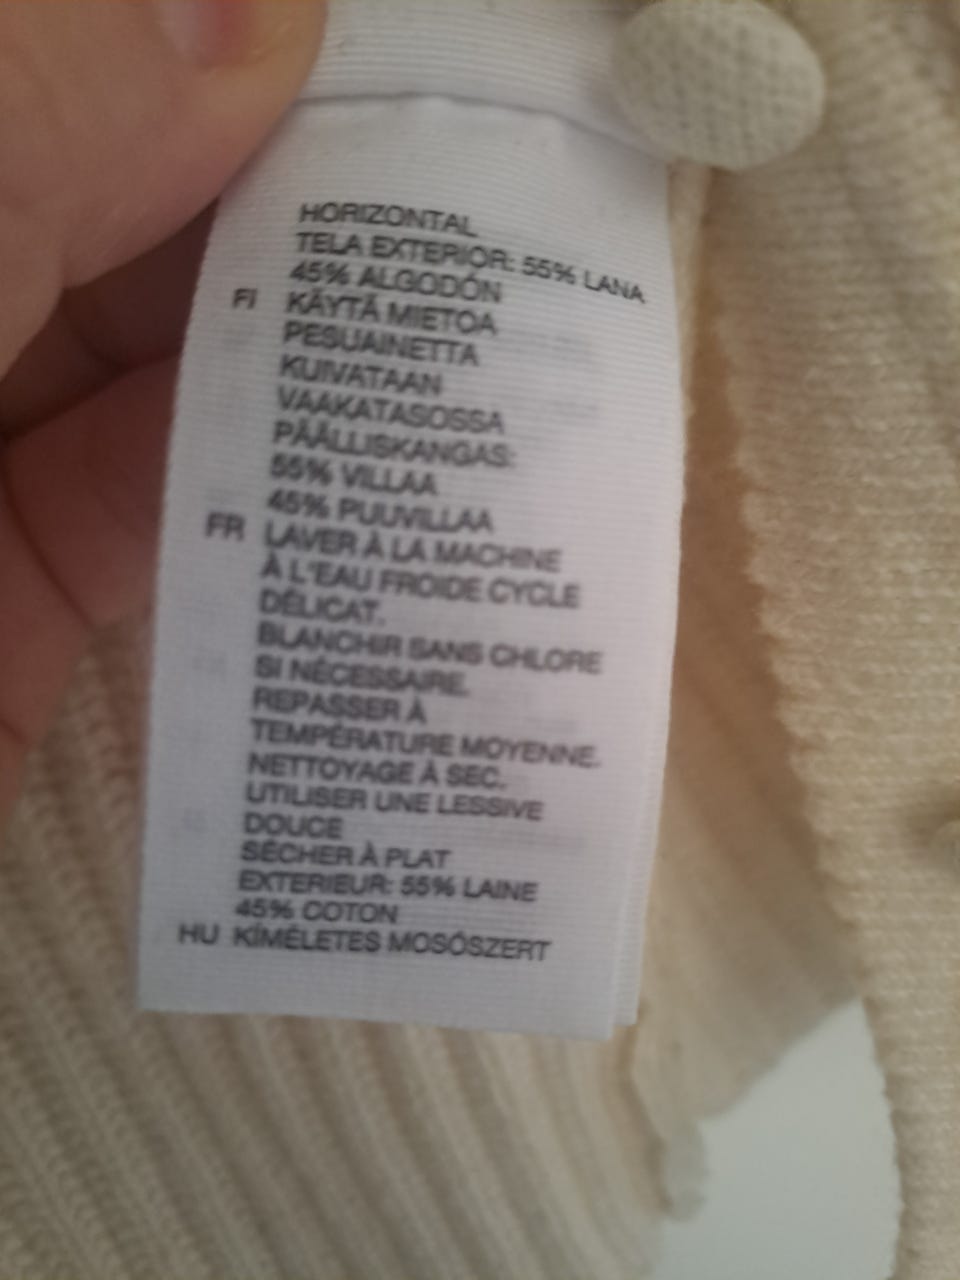 HORIZONTAL
TELA EXTERIOR: 55% LANA
45% ALGODÓN
FI KÄYTÄ MIETOA
PESUAINETTA
KUIVATAAN
VAAKATASOSSA
PÄÄLLISKANGAS:
55% VILLAA
45% PUUVILLAA
FR LAVER À LA MACHINE
À L'EAU FROIDE CYCLE
DÉLICAT.
BLANCHIR SANS CHLORE
SI NÉCESSAIRE.
REPASSER À
TEMPÉRATURE MOYENNE.
NETTOYAGE À SEC.
UTILISER UNE LESSIVE
DOUCE
SÉCHER À PLAT
EXTERIEUR: 55% LAINE
45% COTON
HU KÍMÉLETES MOSÓSZERT